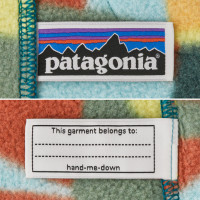 patagonia®
This garment belongs to:
hand-me-down